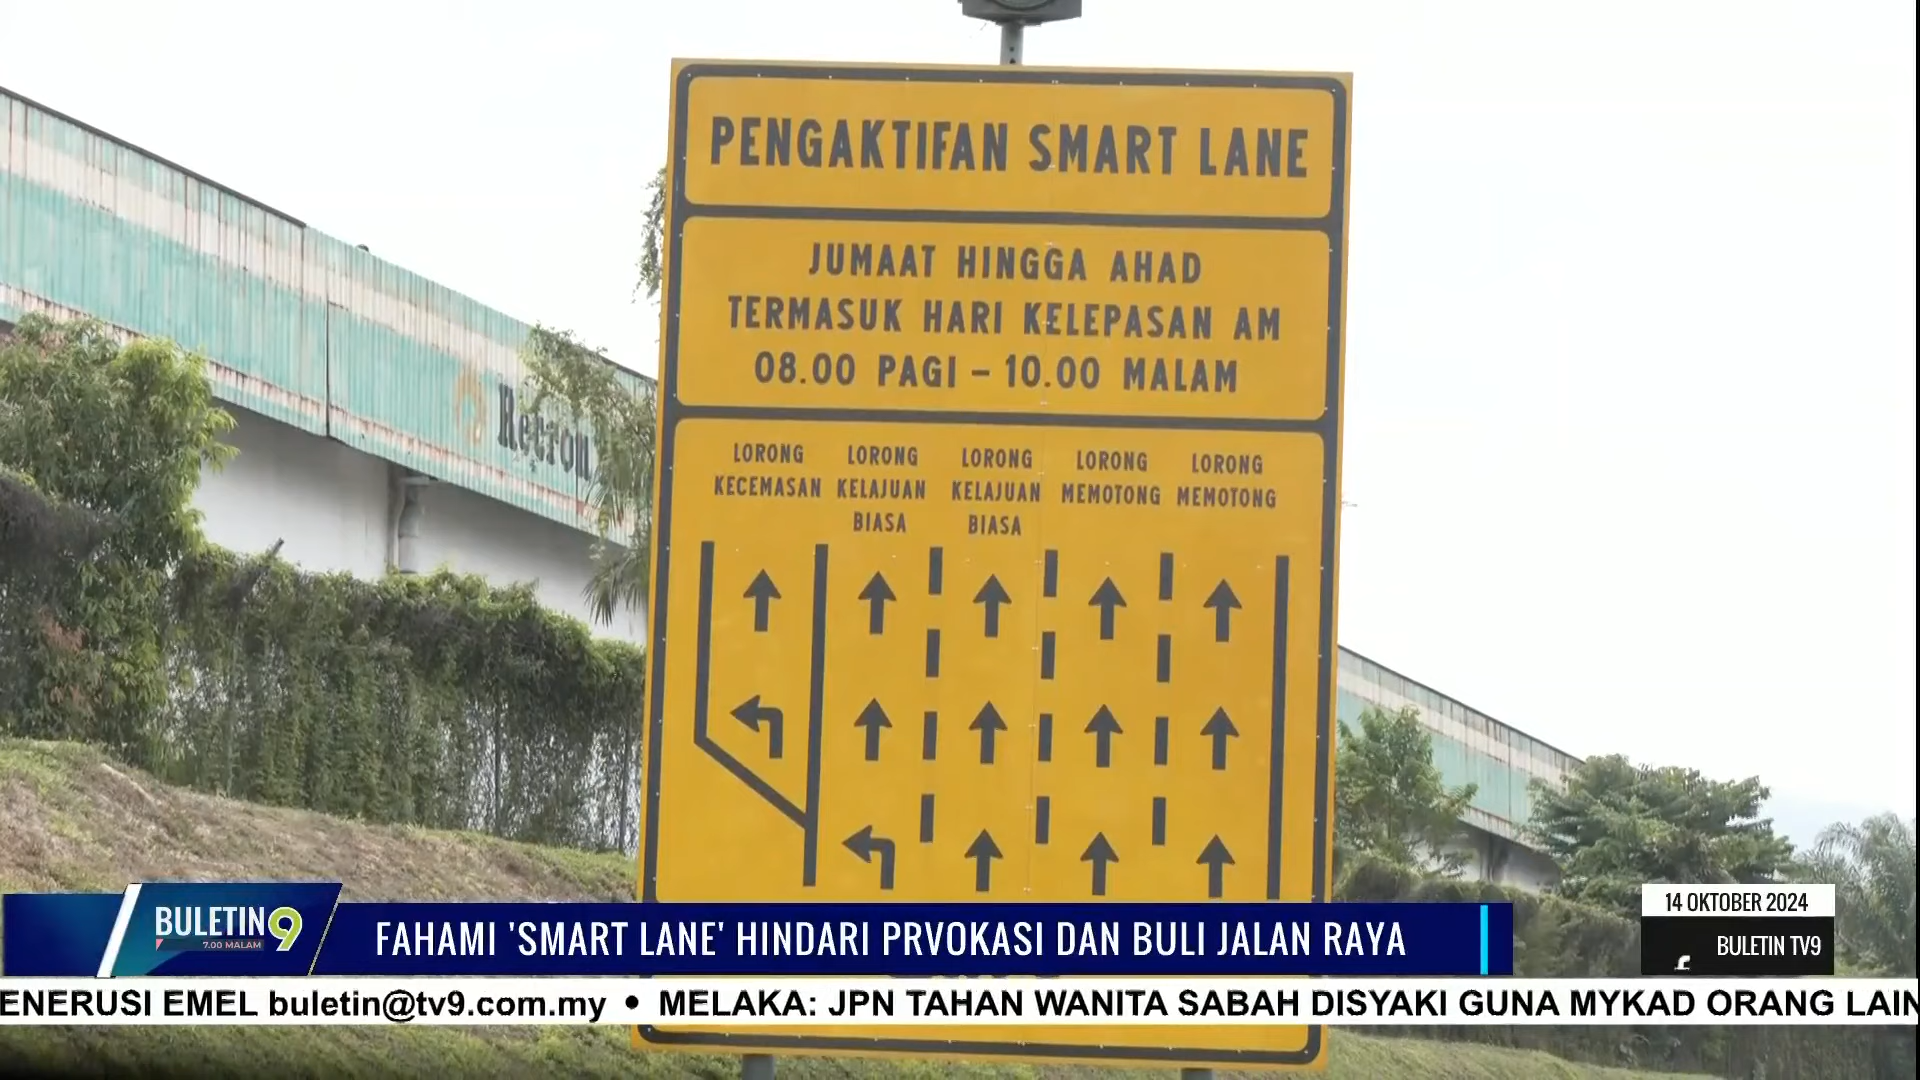 PENGAKTIFAN SMART LANE
JUMAAT HINGGA AHAD
TERMASUK HARI KELEPASAN AM
08.00 PAGI – 10.00 MALAM
LORONG
KECEMASAN
LORONG
KELAJUAN
BIASA
LORONG
KELAJUAN
BIASA
LORONG
MEMOTONG
LORONG
MEMOTONG
BULETIN 9
7.00 MALAM
FAHAMI 'SMART LANE' HINDARI PRVOKASI DAN BULI JALAN RAYA
14 OKTOBER 2024
BULETIN TV9
ENERUSI EMEL buletin@tv9.com.my • MELAKA: JPN TAHAN WANITA SABAH DISYAKI GUNA MYKAD ORANG LAIN